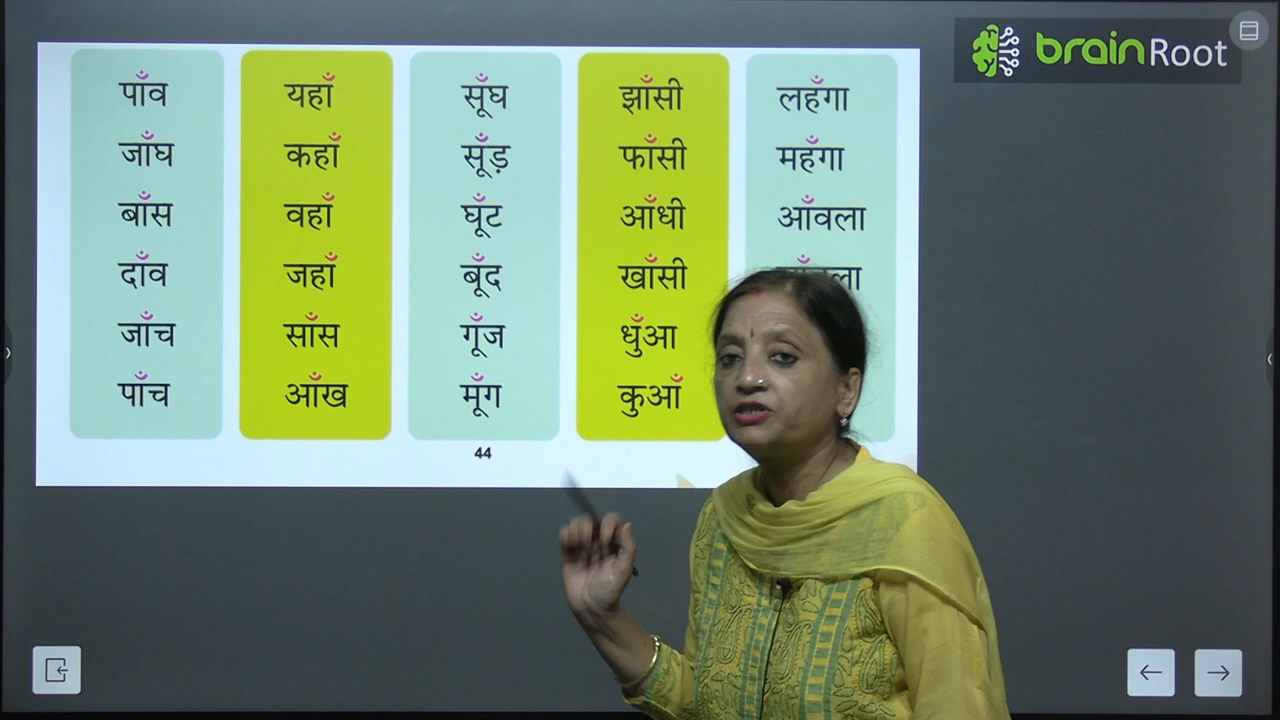 brainRoot
पाँव यहाँ सूँघ झाँसी लहँगा
जाँघ कहाँ सूँड़ फाँसी महँगा
बाँस वहाँ घूँट आँधी आँवला
दाँव जहाँ बूँद खाँसी
जाँच साँस गूँज धुँआ
पाँच आँख मूँग कुआँ
44